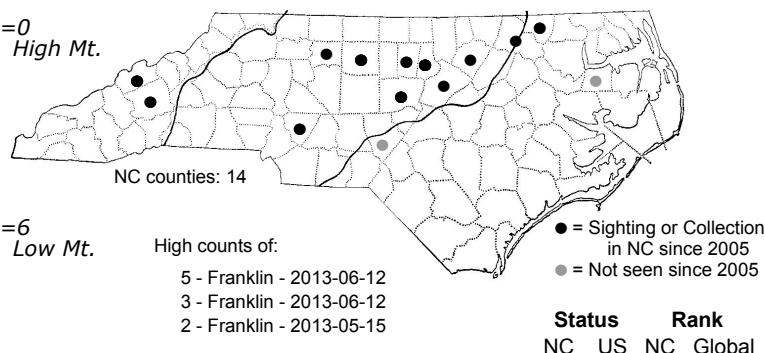 =0
High Mt.
NC counties: 14
=6
Low Mt.
High counts of:
5 - Franklin - 2013-06-12
3 - Franklin - 2013-06-12
2 - Franklin - 2013-05-15
= Sighting or Collection
in NC since 2005
= Not seen since 2005
Status Rank
NC US NC Global